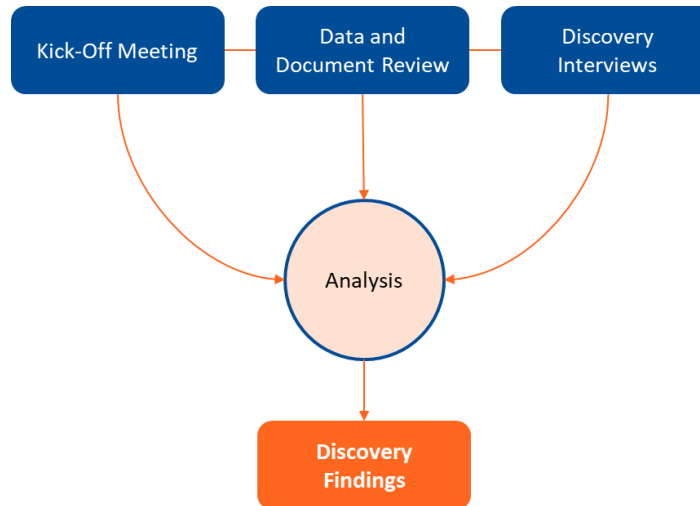 Kick-Off Meeting
Data and
Document Review
Discovery
Interviews
Analysis
Discovery
Findings